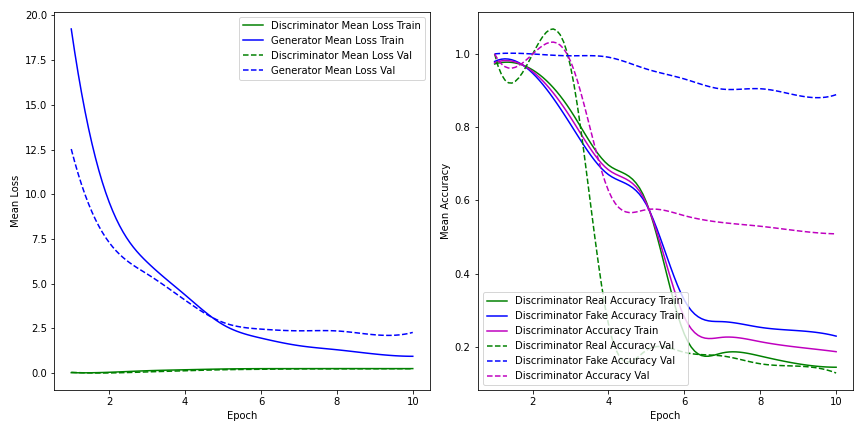 20.0
17.5
15.0
12.5
10.0
7.5
5.0
2.5
0.0
Mean Loss
2 4 6 8 10
Epoch
Discriminator Mean Loss Train
Generator Mean Loss Train
Discriminator Mean Loss Val
Generator Mean Loss Val
1.0
0.8
0.6
0.4
0.2
Mean Accuracy
2 4 6 8 10
Epoch
Discriminator Real Accuracy Train
Discriminator Fake Accuracy Train
Discriminator Accuracy Train
Discriminator Real Accuracy Val
Discriminator Fake Accuracy Val
Discriminator Accuracy Val